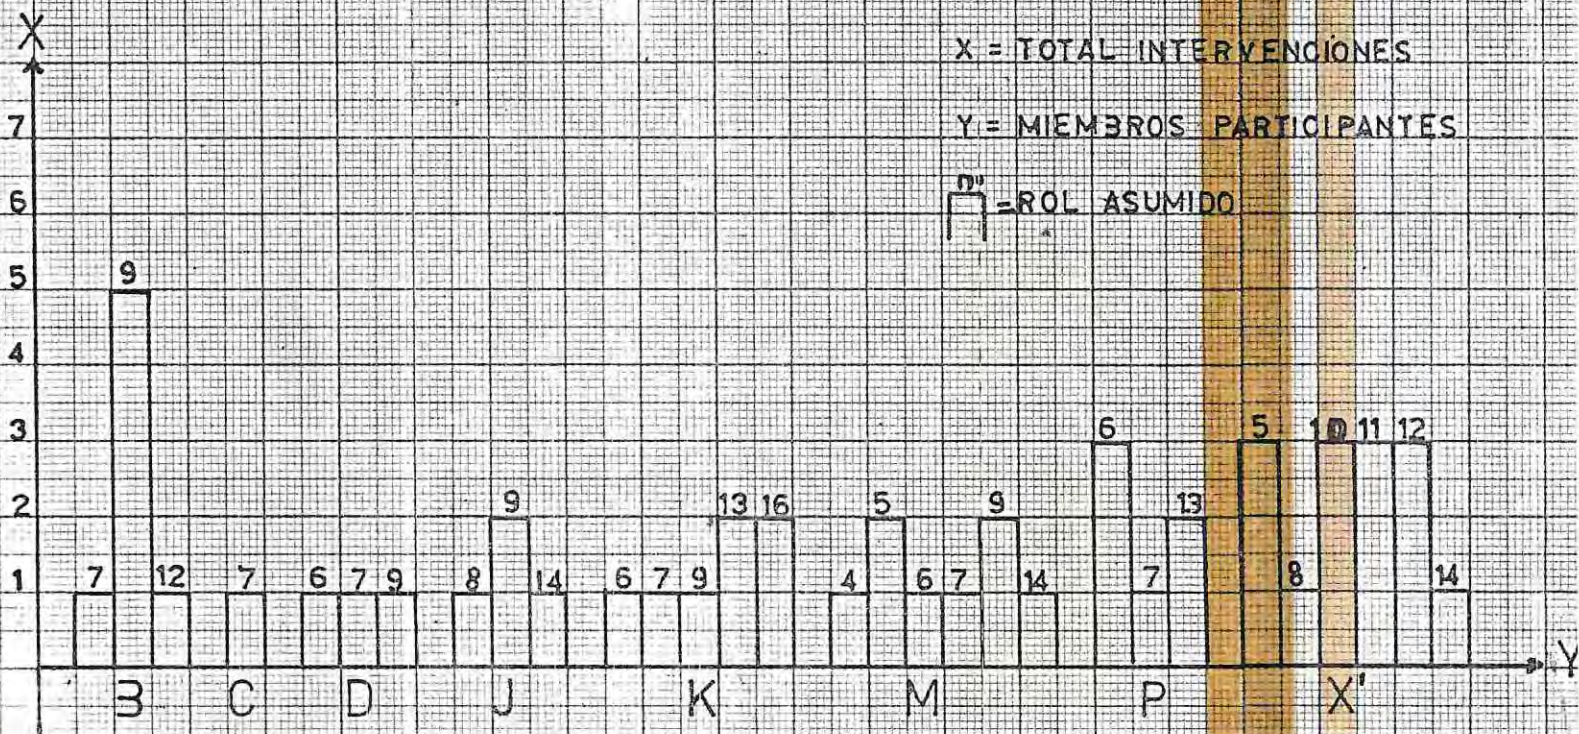 X
X = TOTAL INTERVENCIONES
7
Y = MIEMBROS PARTICIPANTES
6
=ROL ASUMIDO
5 9
4
3 6 5 10 11 12
2 9 13 16 5 9 13
1 7 12 7 6 7 9 8 14 6 7 9 4 6 7 14 7 8 14
Y
B C D J K M P X'